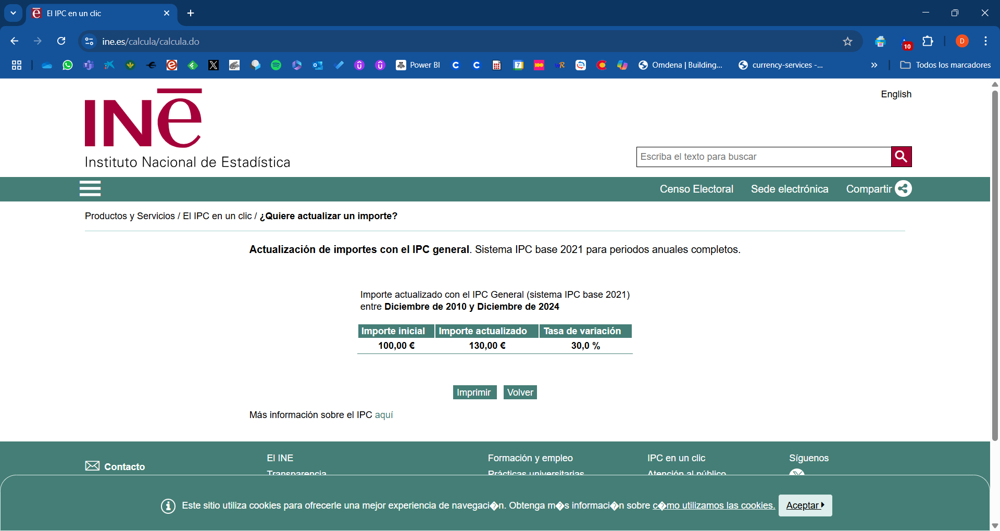 El IPC en un clic
ine.es/calcula/calcula.do
10
D
Power BI
Omdena | Building...
currency-services -...
Todos los marcadores
INe
Instituto Nacional de Estadística
English
Escriba el texto para buscar
Censo Electoral
Sede electrónica
Compartir
Productos y Servicios / El IPC en un clic / ¿Quiere actualizar un importe?
Actualización de importes con el IPC general. Sistema IPC base 2021 para periodos anuales completos.
Importe actualizado con el IPC General (sistema IPC base 2021)
entre Diciembre de 2010 y Diciembre de 2024
Importe inicial Importe actualizado Tasa de variación
100,00 € 130,00 € 30,0 %
Imprimir Volver
Más información sobre el IPC aquí
Contacto
El INE
Transparencia
Formación y empleo
Prácticas universitarias
IPC en un clic
Atención al público
Síguenos
Este sitio utiliza cookies para ofrecerle una mejor experiencia de navegaci�n. Obtenga m�s informaci�n sobre c�mo utilizamos las cookies.
Aceptar